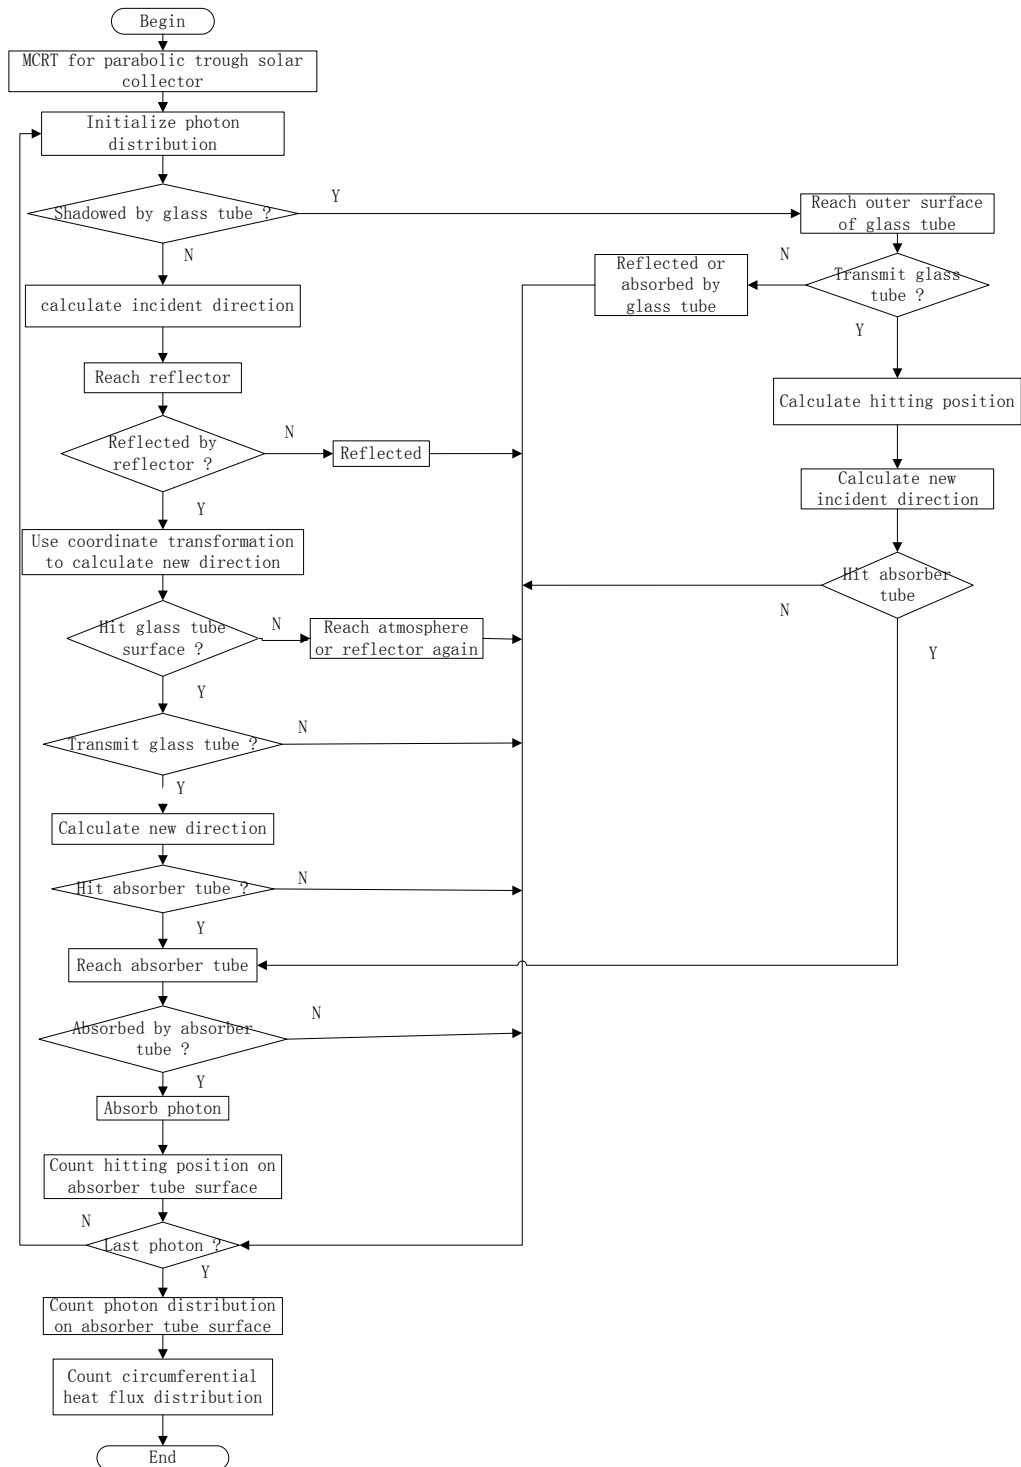 Begin
MCRT for parabolic trough solar
collector
Initialize photon
distribution
Shadowed by glass tube ?
Y
N
Reach outer surface
of glass tube
Transmit glass
tube ?
N
Y
Reflected or
absorbed by
glass tube
calculate incident direction
Reach reflector
Calculate hitting position
Reflected by
reflector ?
N
Reflected
Y
Calculate new
incident direction
Use coordinate transformation
to calculate new direction
Hit absorber
tube
N
Y
Hit glass tube
surface ?
N
Reach atmosphere
or reflector again
Y
Transmit glass tube ?
N
Y
Calculate new direction
Hit absorber tube ?
N
Y
Reach absorber tube
Absorbed by absorber
tube ?
N
Y
Absorb photon
Count hitting position on
absorber tube surface
N
Last photon ?
Y
Count photon distribution
on absorber tube surface
Count circumferential
heat flux distribution
End